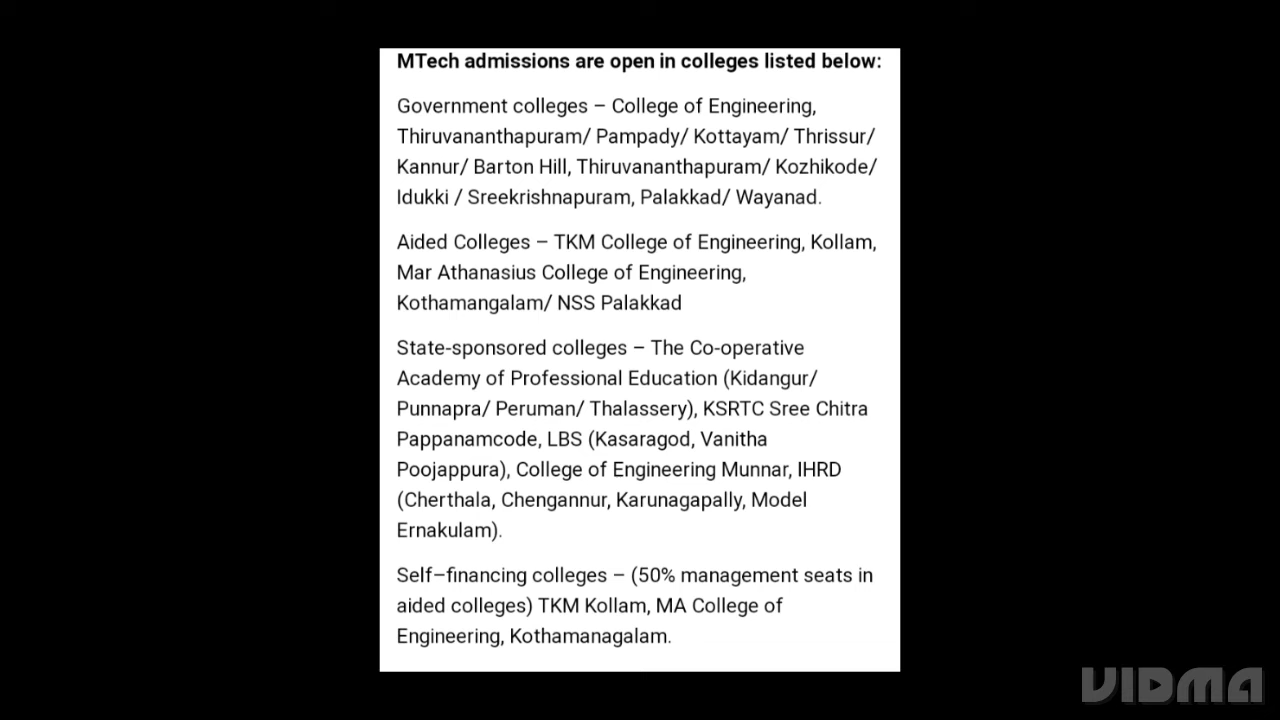 MTech admissions are open in colleges listed below:
Government colleges – College of Engineering,
Thiruvananthapuram/ Pampady/ Kottayam/ Thrissur/
Kannur/ Barton Hill, Thiruvananthapuram/ Kozhikode/
Idukki / Sreekrishnapuram, Palakkad/ Wayanad.
Aided Colleges – TKM College of Engineering, Kollam,
Mar Athanasius College of Engineering,
Kothamangalam/ NSS Palakkad
State-sponsored colleges – The Co-operative
Academy of Professional Education (Kidangur/
Punnapra/ Peruman/ Thalassery), KSRTC Sree Chitra
Pappanamcode, LBS (Kasaragod, Vanitha
Poojappura), College of Engineering Munnar, IHRD
(Cherthala, Chengannur, Karunagapally, Model
Ernakulam).
Self–financing colleges – (50% management seats in
aided colleges) TKM Kollam, MA College of
Engineering, Kothamanagalam.
VIDMA